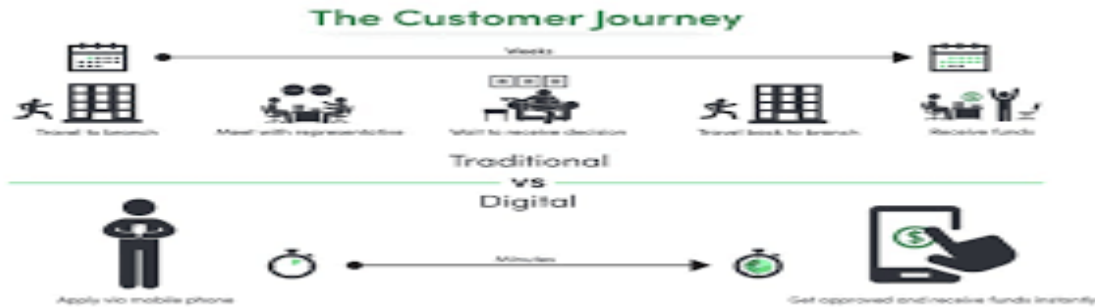 The Customer Journey
Weeks
Travel to branch
Meet with representative
Wait to receive decision
Travel back to branch
Receive funds
Traditional
vs
Digital
Minutes
Apply via mobile phone
Get approved and receive funds instantly